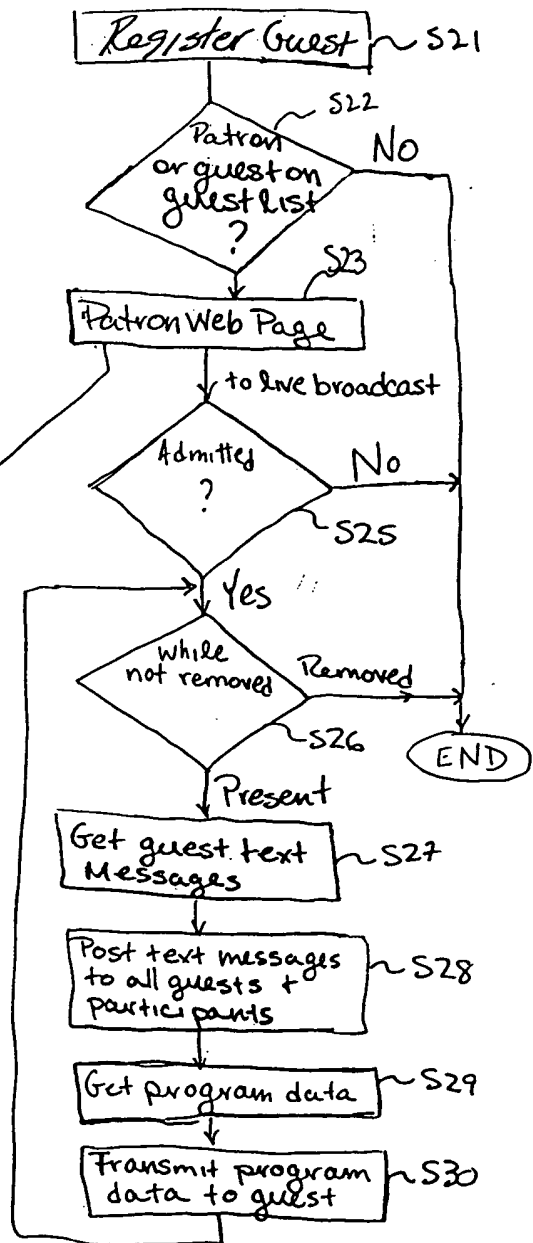 Register Guest
S21
S22
Patron
or guest on
guest list
?
No
S23
Patron Web Page
to live broadcast
Admitted
?
No
S25
Yes
while
not removed
Removed
S26
END
Present
Get guest text
Messages
S27
Post text messages
to all guests +
participants
S28
Get program data
S29
Transmit program
data to guest
S30